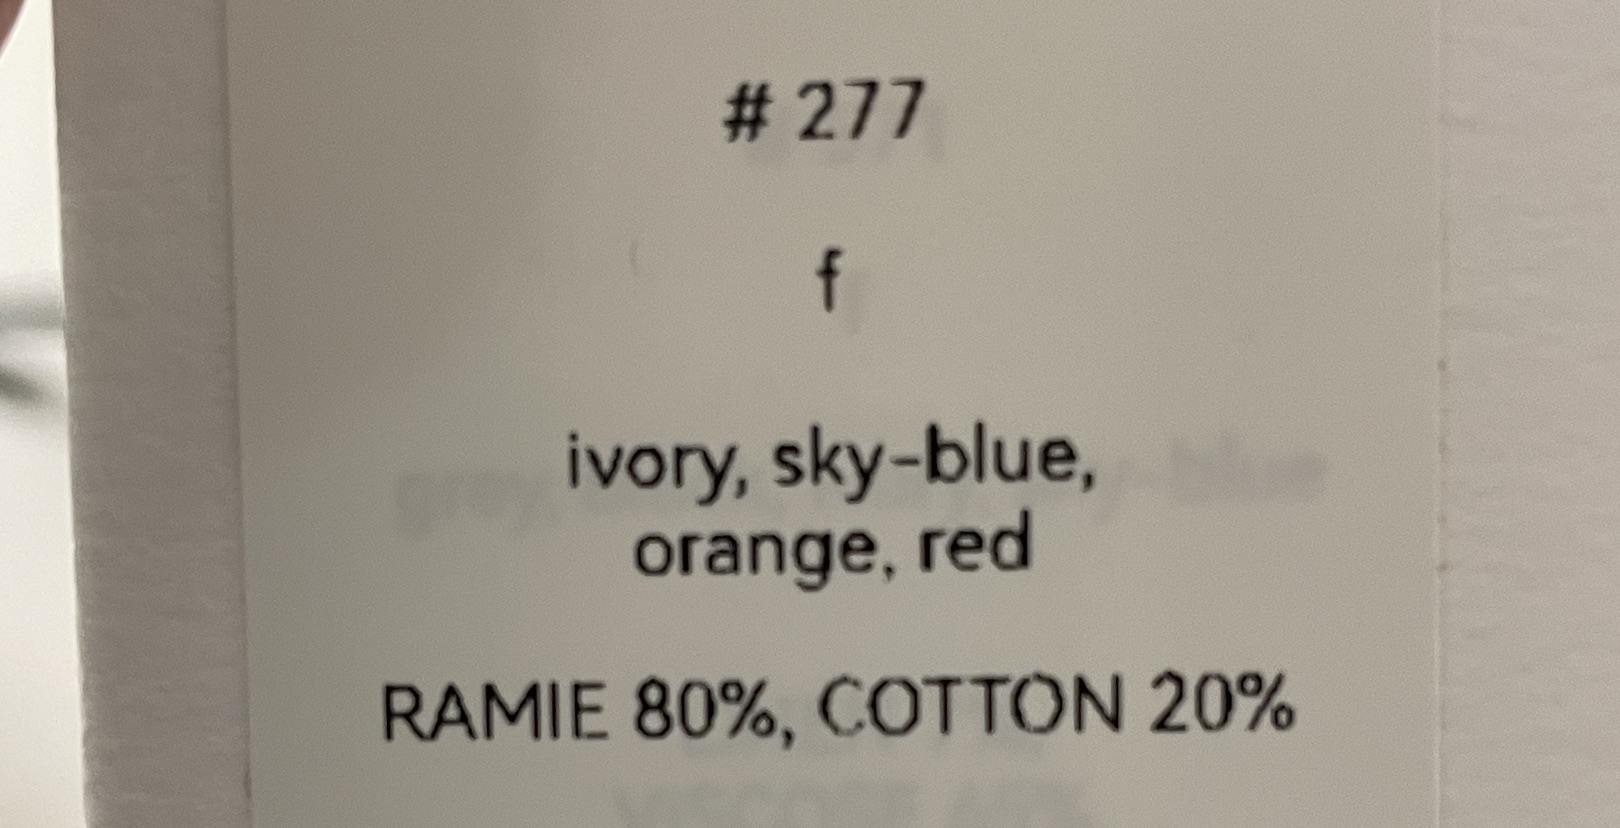 # 277
f
ivory, sky-blue,
orange, red
RAMIE 80%, COTTON 20%